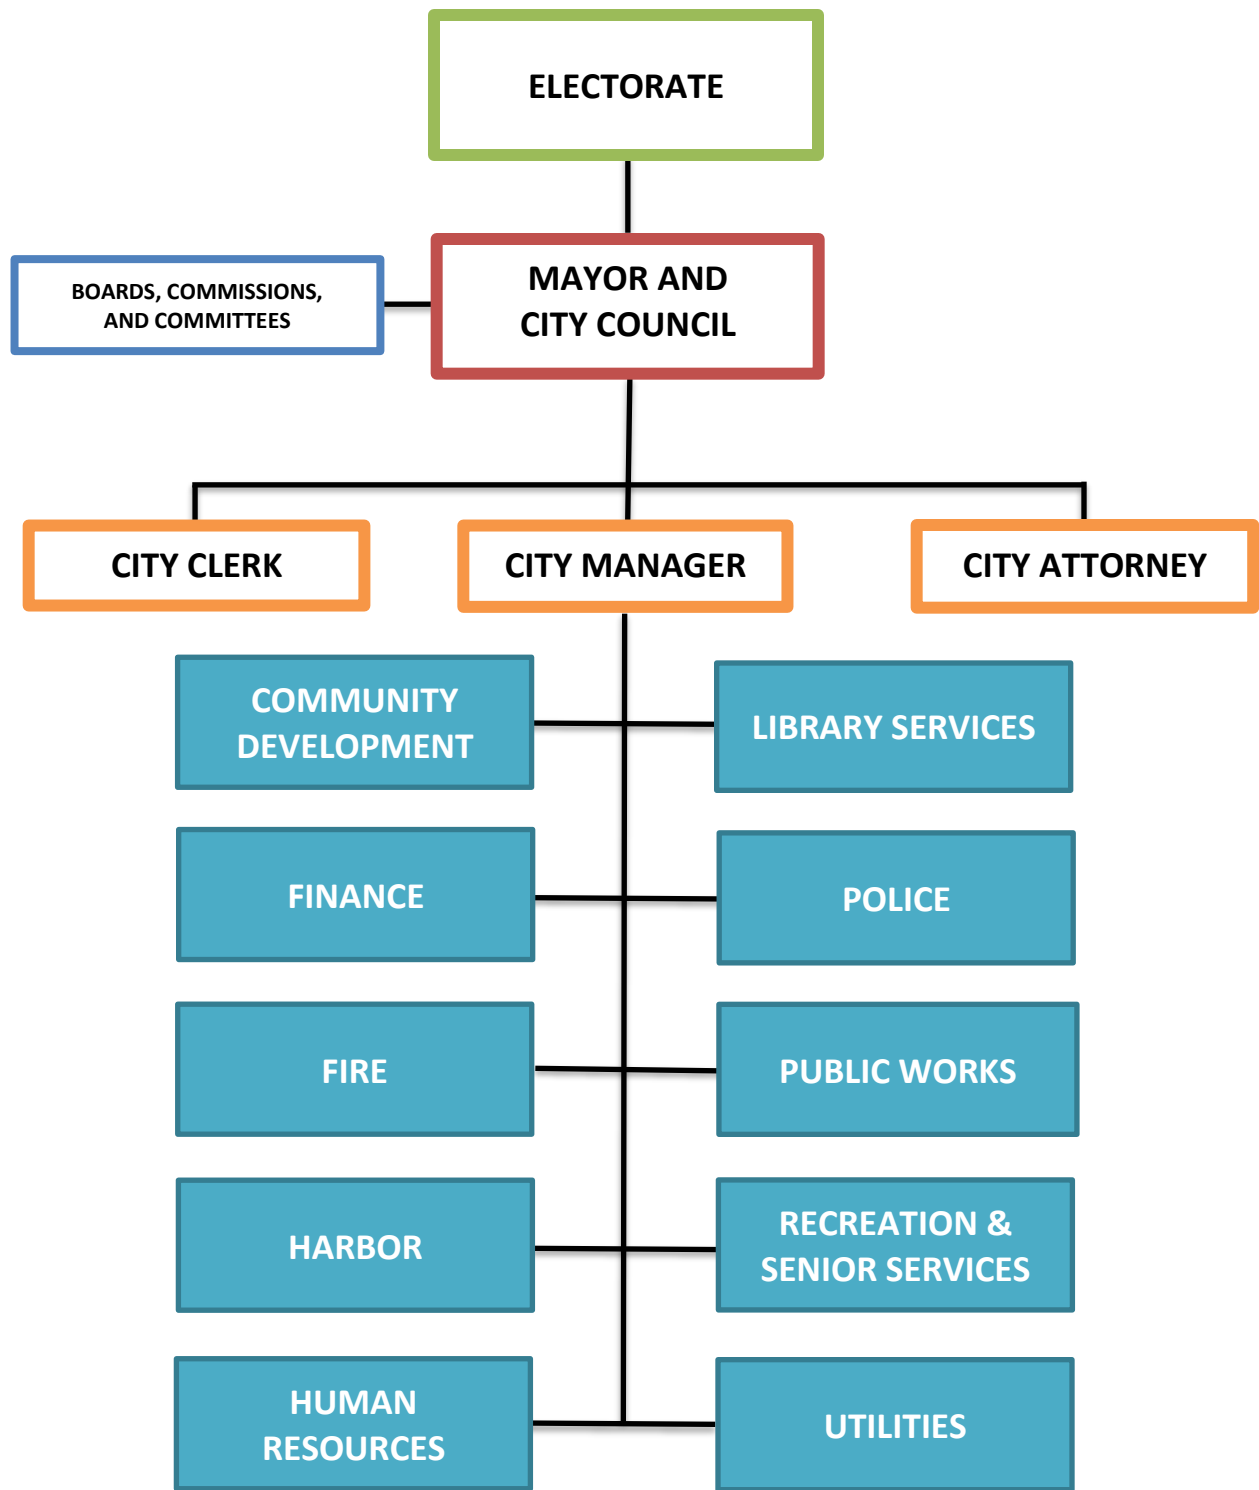 ELECTORATE
BOARDS, COMMISSIONS,
AND COMMITTEES
MAYOR AND
CITY COUNCIL
CITY CLERK
CITY MANAGER
CITY ATTORNEY
COMMUNITY
DEVELOPMENT
LIBRARY SERVICES
FINANCE
POLICE
FIRE
PUBLIC WORKS
HARBOR
RECREATION &
SENIOR SERVICES
HUMAN
RESOURCES
UTILITIES